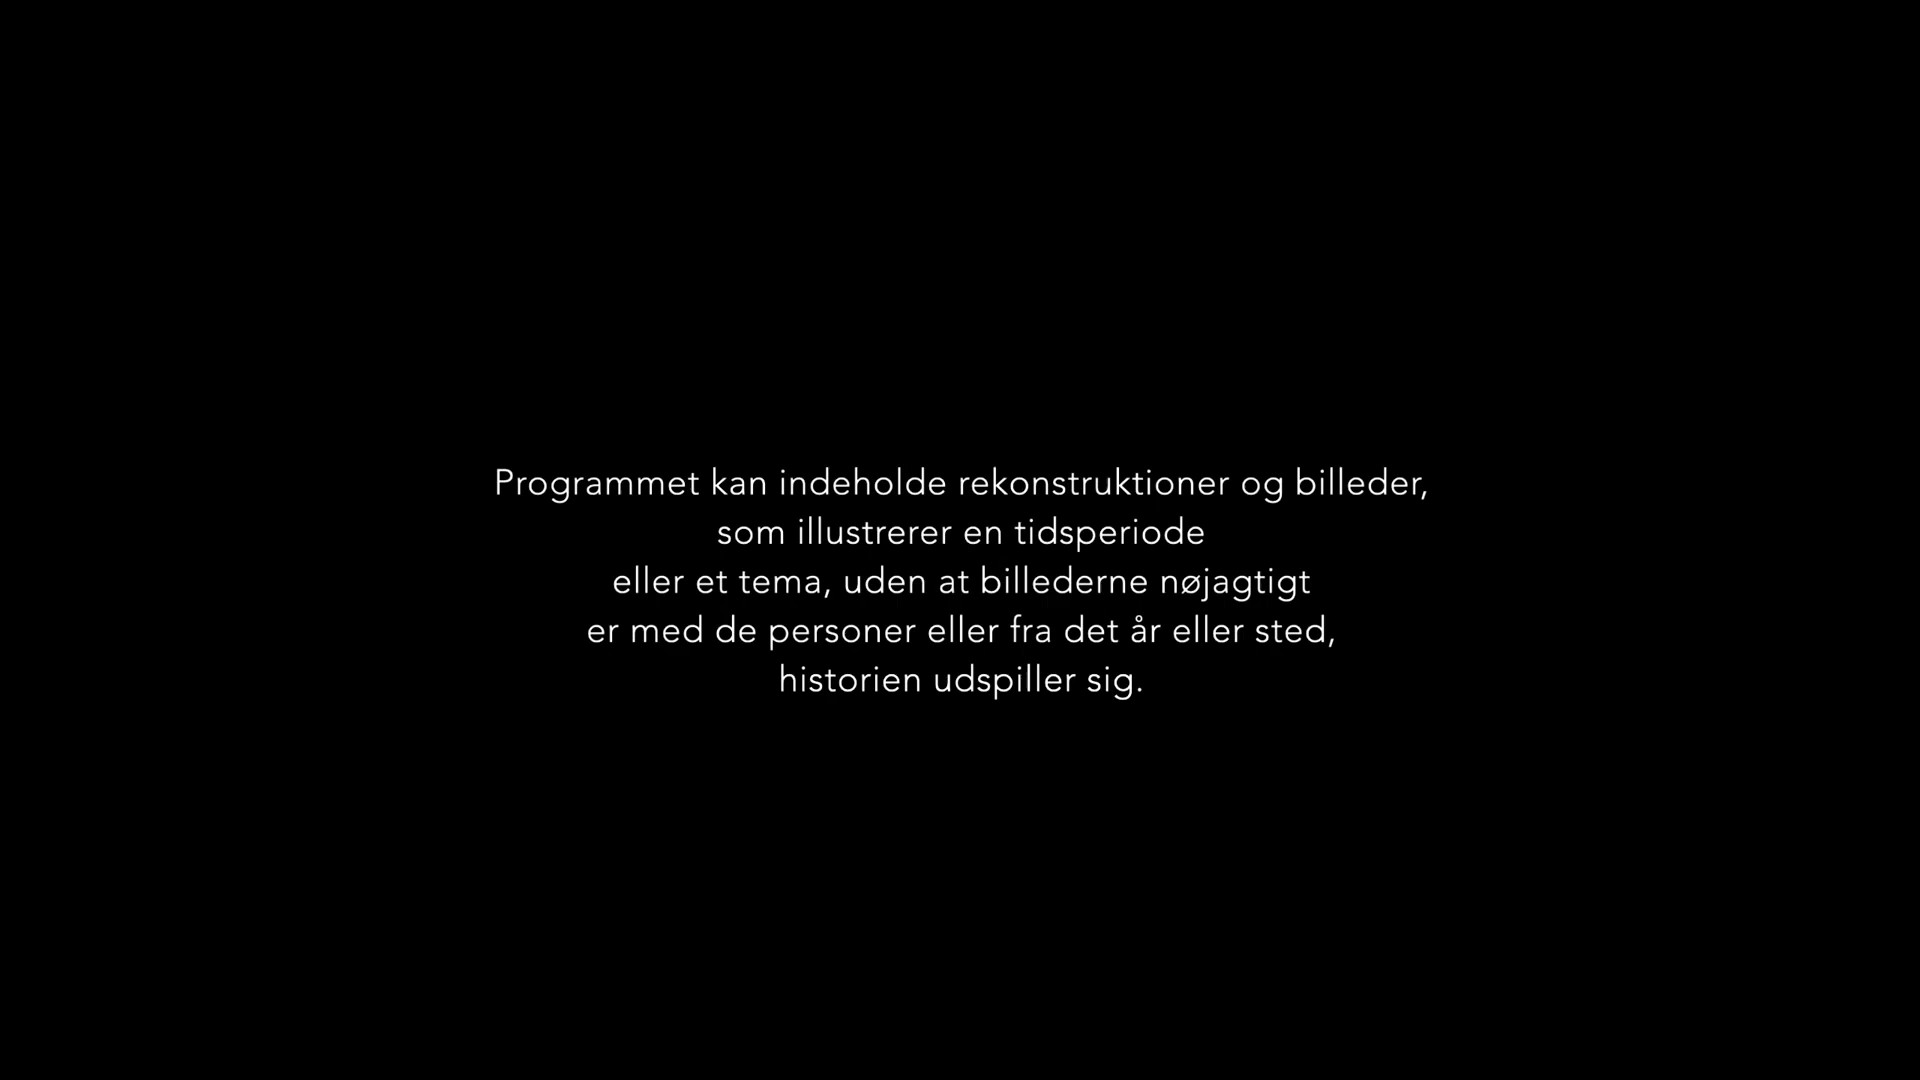 Programmet kan indeholde rekonstruktioner og billeder,
som illustrerer en tidsperiode
eller et tema, uden at billederne nøjagtigt
er med de personer eller fra det år eller sted,
historien udspiller sig.